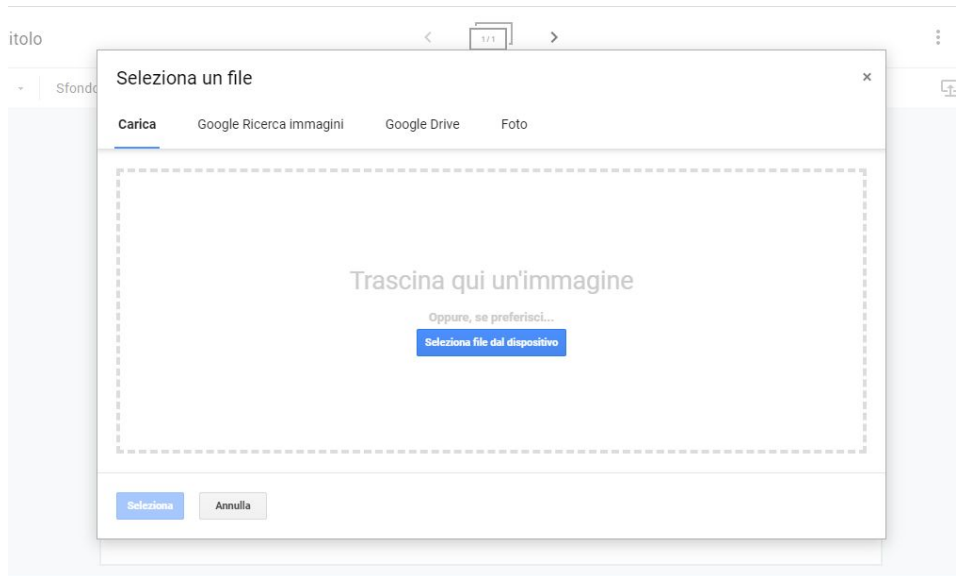 itolo
1/1
Seleziona un file
×
Sfondo
Carica Google Ricerca immagini Google Drive Foto
Trascina qui un'immagine
Oppure, se preferisci...
Seleziona file dal dispositivo
Seleziona Annulla